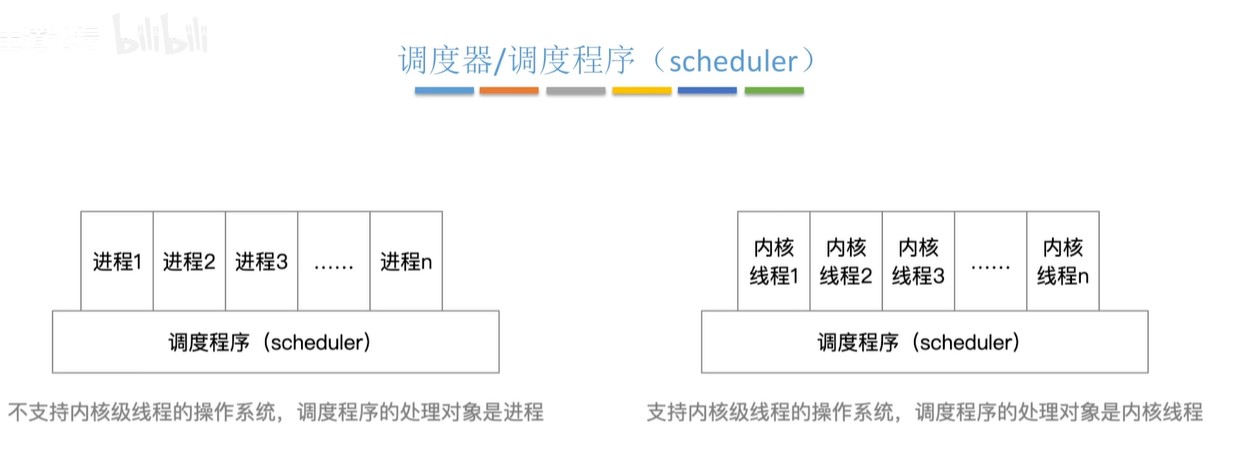 bilibili
调度器/调度程序（scheduler）
进程1 进程2 进程3 …… 进程n
调度程序（scheduler）
不支持内核级线程的操作系统，调度程序的处理对象是进程
内核 内核 内核 …… 内核
线程1 线程2 线程3 线程n
调度程序（scheduler）
支持内核级线程的操作系统，调度程序的处理对象是内核线程